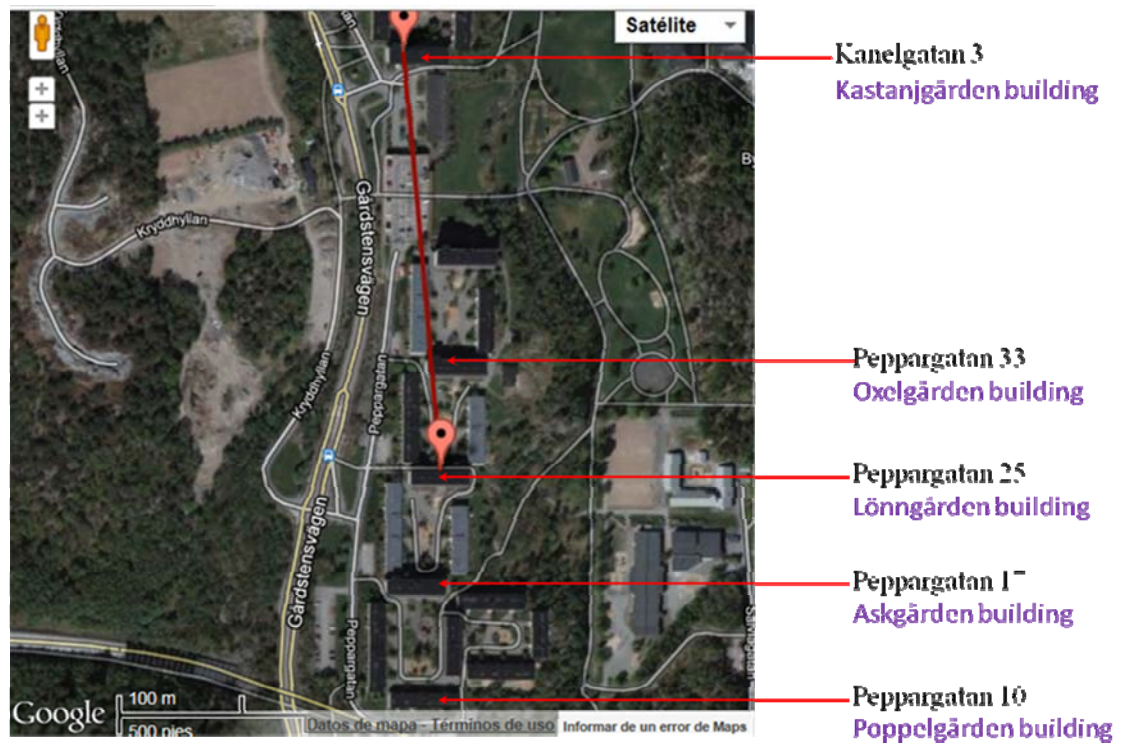 Satélite
Kanelgatan 3
Kastanjgården building
Kryddhyllan
Gårdstensvägen
Peppargatan
Kryddhyllan
Peppargatan 33
Oxelgården building
Peppargatan 25
Lönngården building
Gårdstensvägen
Peppargatan 17
Askgården building
Peppargatan
Peppargatan 10
Poppelgården building
Google
100 m
500 pies
Datos de mapa - Términos de uso
Informar de un error de Maps